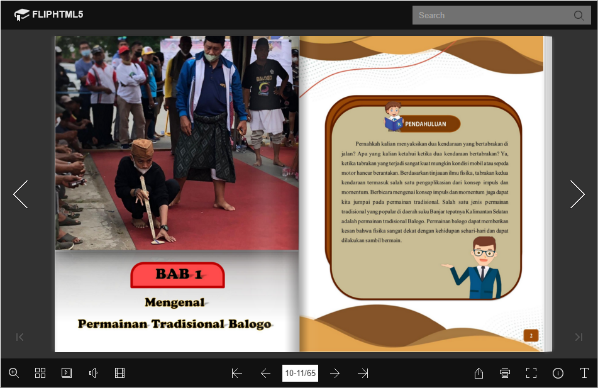 FLIPHTML5
Search
BAB 1
Mengenal
Permainan Tradisional Balogo
PENDAHULUAN
Pernahkah kalian menyaksikan dua kendaraan yang bertabrakan di
jalan? Apa yang kalian ketahui ketika dua kendaraan bertabrakan? Ya,
ketika tabrakan yang terjadi sangat kuat mungkin kondisi mobil atau sepeda
motor hancur berantakan. Berdasarkan tinjauan ilmu fisika, tabrakan kedua
kendaraan termasuk salah satu pengaplikasian dari konsep impuls dan
momentum. Berbicara mengenai konsep impuls dan momentum juga dapat
kita jumpai pada permainan tradisional. Salah satu jenis permainan
tradisional yang populer di daerah suku Banjar tepatnya Kalimantan Selatan
adalah permainan tradisional Balogo. Permainan balogo dapat memberikan
kesan bahwa fisika sangat dekat dengan kehidupan sehari-hari dan dapat
dilakukan sambil bermain.
10-11/65